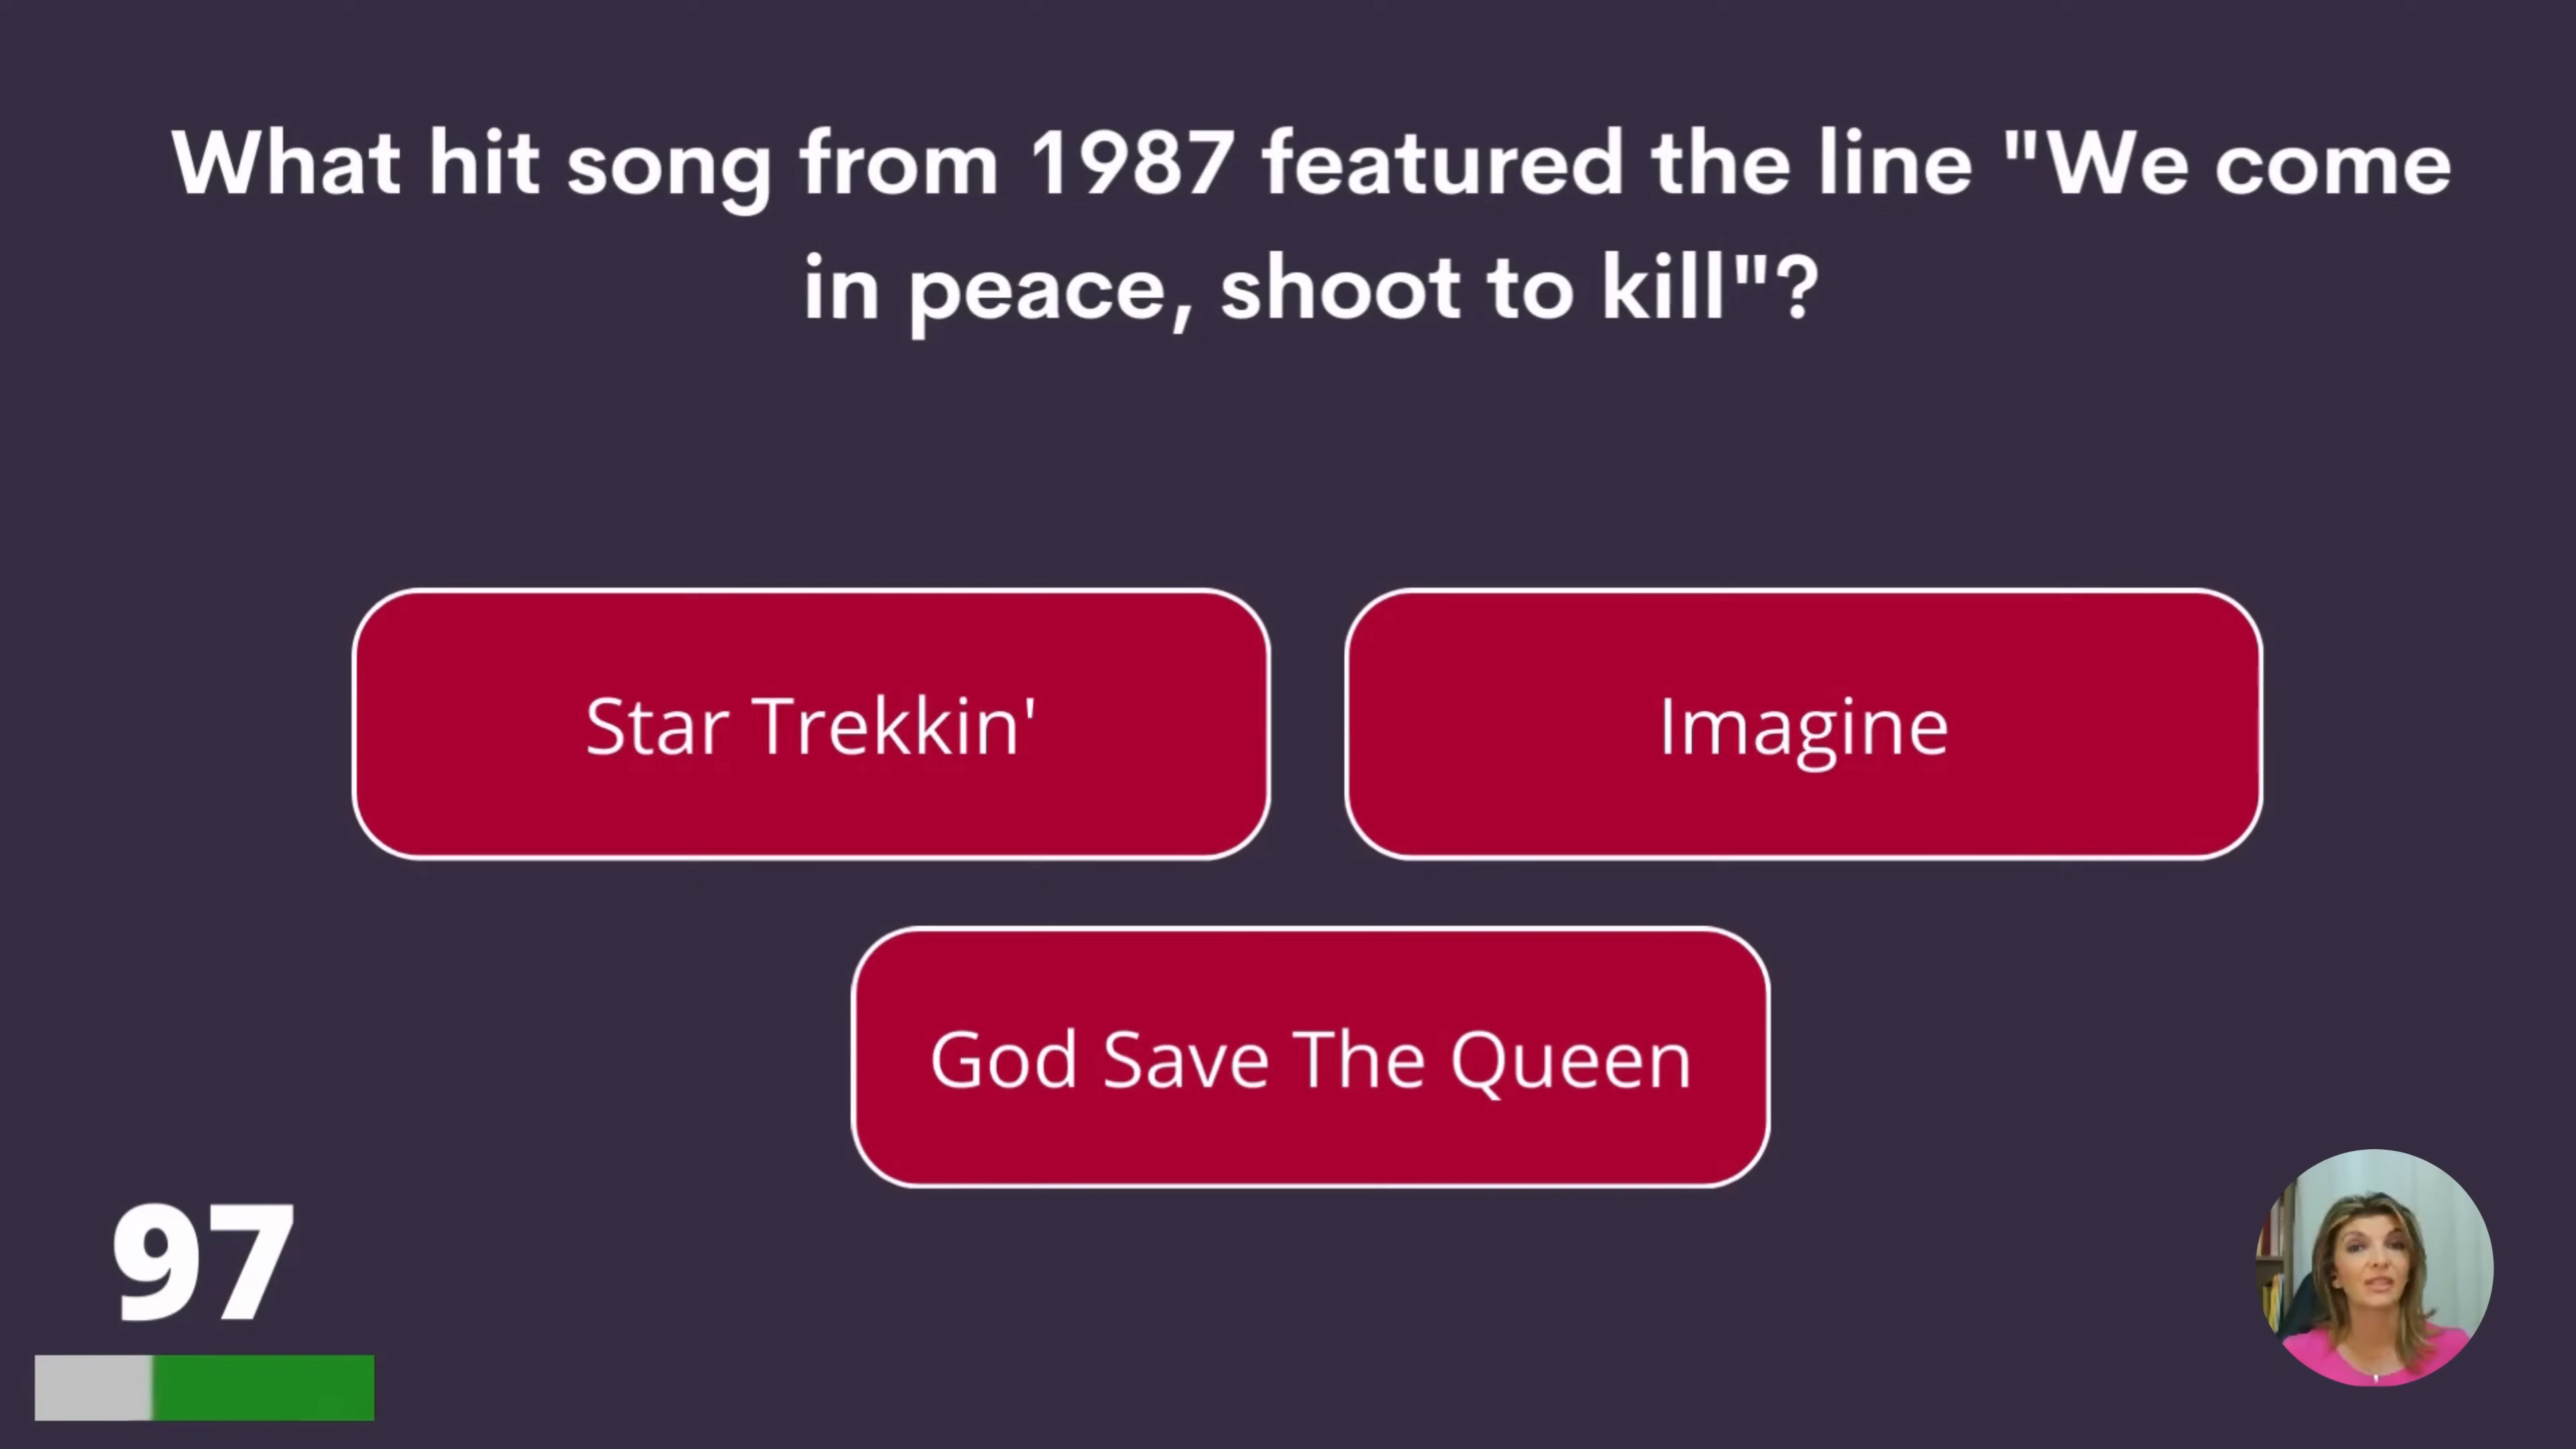 What hit song from 1987 featured the line "We come
in peace, shoot to kill"?
Star Trekkin'
Imagine
God Save The Queen
97